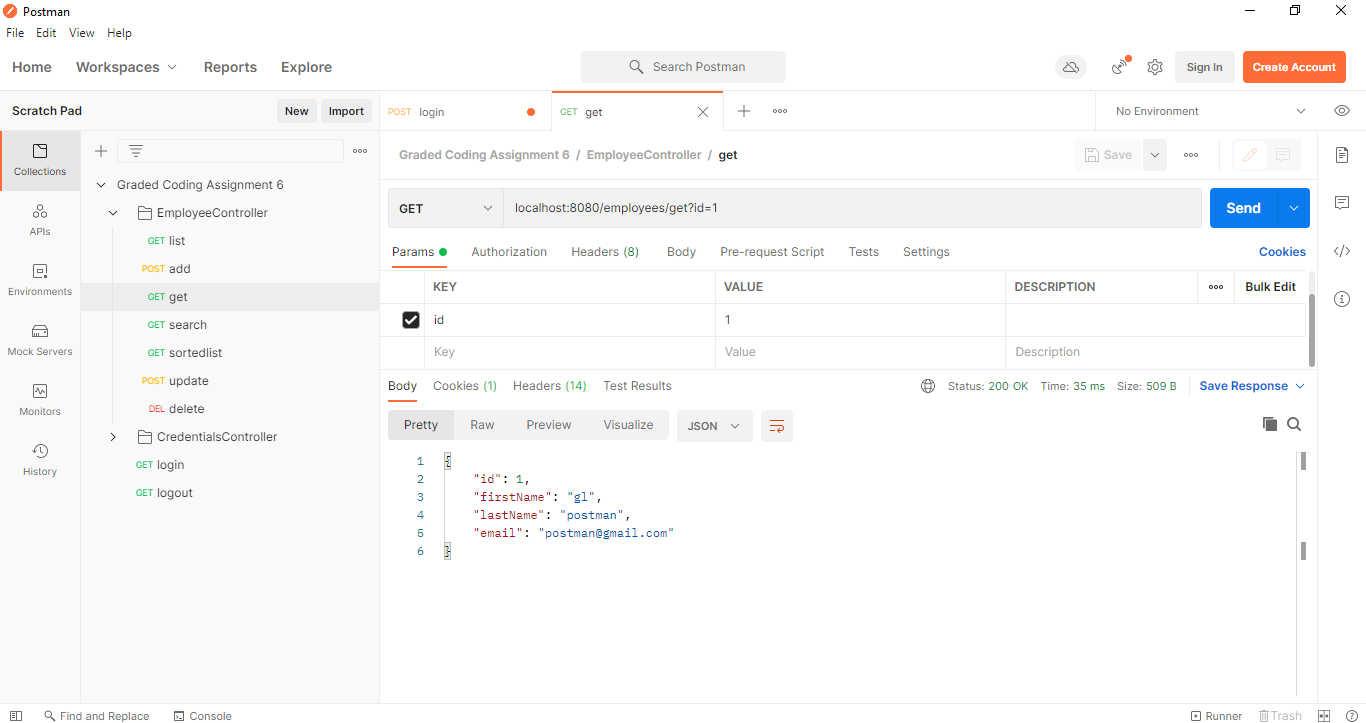 Postman
File Edit View Help
Home Workspaces Reports Explore Search Postman Sign In Create Account
Scratch Pad New Import POST login GET get No Environment
Graded Coding Assignment 6 / EmployeeController / get Save
Collections
APIs
Environments
Mock Servers
Monitors
History
Graded Coding Assignment 6
EmployeeController
GET list
POST add
GET get
GET search
GET sortedlist
POST update
DEL delete
CredentialsController
GET login
GET logout
GET localhost:8080/employees/get?id=1 Send
Params Authorization Headers (8) Body Pre-request Script Tests Settings Cookies
KEY VALUE DESCRIPTION Bulk Edit
id 1
Key Value Description
Body Cookies (1) Headers (14) Test Results Status: 200 OK Time: 35 ms Size: 509 B Save Response
Pretty Raw Preview Visualize JSON
1 {
2 "id": 1,
3 "firstName": "gl",
4 "lastName": "postman",
5 "email": "postman@gmail.com"
6 }
Find and Replace Console Runner Trash